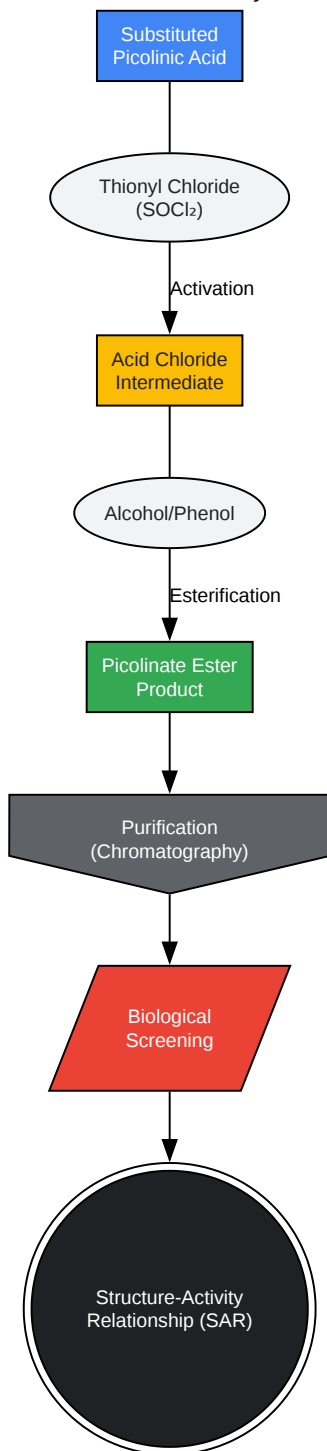 Substituted
Picolinic Acid
Thionyl Chloride
(SOCl₂)
Activation
Acid Chloride
Intermediate
Alcohol/Phenol
Esterification
Picolinate Ester
Product
Purification
(Chromatography)
Biological
Screening
Structure-Activity
Relationship (SAR)